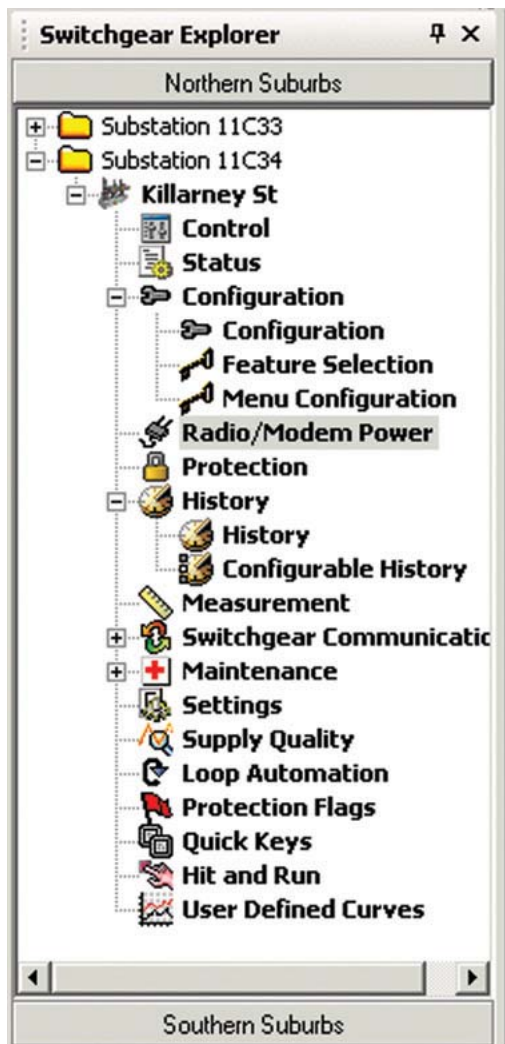 Switchgear Explorer
Northern Suburbs
Substation 11C33
Substation 11C34
Killarney St
Control
Status
Configuration
Configuration
Feature Selection
Menu Configuration
Radio/Modem Power
Protection
History
History
Configurable History
Measurement
Switchgear Communicatic
Maintenance
Settings
Supply Quality
Loop Automation
Protection Flags
Quick Keys
Hit and Run
User Defined Curves
Southern Suburbs